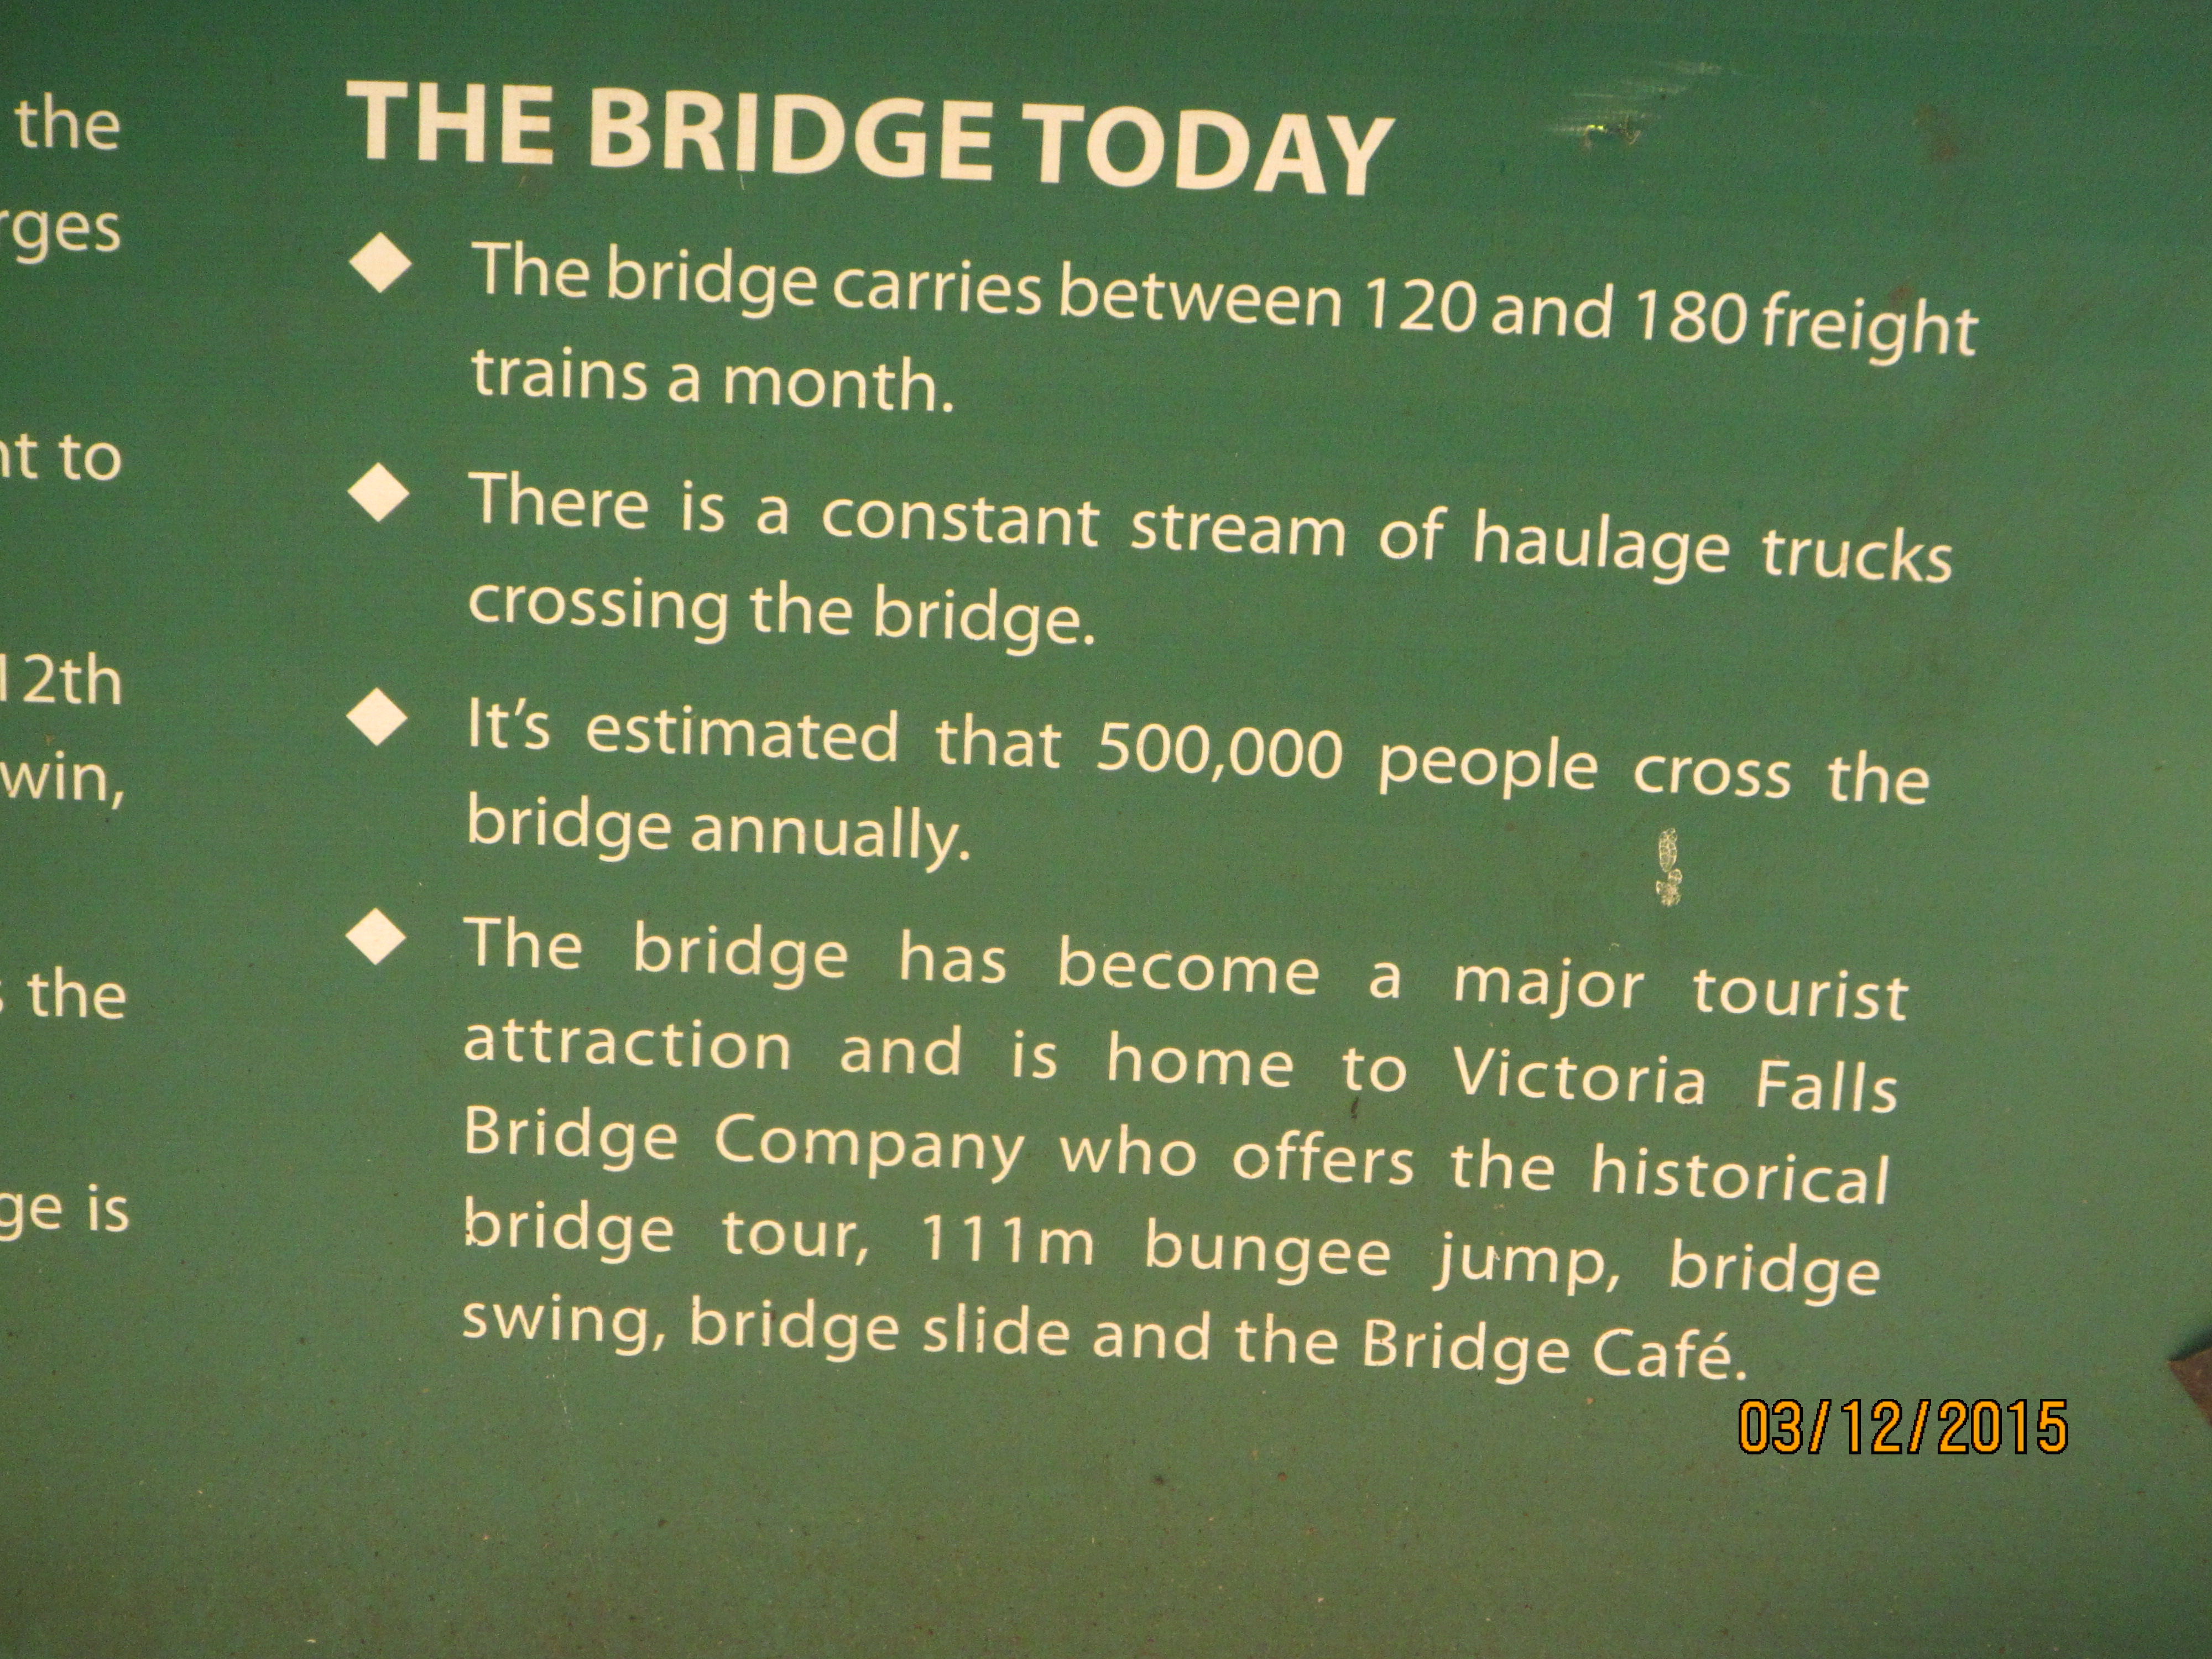 the
nt to
12th
win,
the
ge is
THE BRIDGE TODAY
◆ The bridge carries between 120 and 180 freight
trains a month.
◆ There is a constant stream of haulage trucks
crossing the bridge.
◆ It’s estimated that 500,000 people cross the
bridge annually.
◆ The bridge has become a major tourist
attraction and is home to Victoria Falls
Bridge Company who offers the historical
bridge tour, 111m bungee jump, bridge
swing, bridge slide and the Bridge Café.
03/12/2015